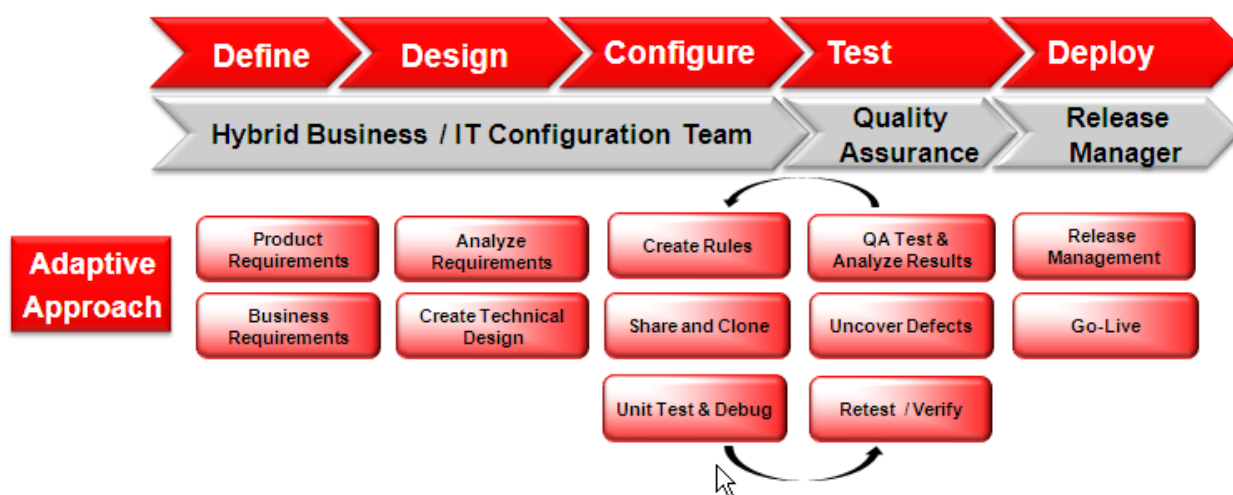 Define
Design
Configure
Test
Deploy
Hybrid Business / IT Configuration Team
Quality
Assurance
Release
Manager
Adaptive
Approach
Product
Requirements
Analyze
Requirements
Create Rules
QA Test &
Analyze Results
Release
Management
Business
Requirements
Create Technical
Design
Share and Clone
Uncover Defects
Go-Live
Unit Test & Debug
Retest / Verify